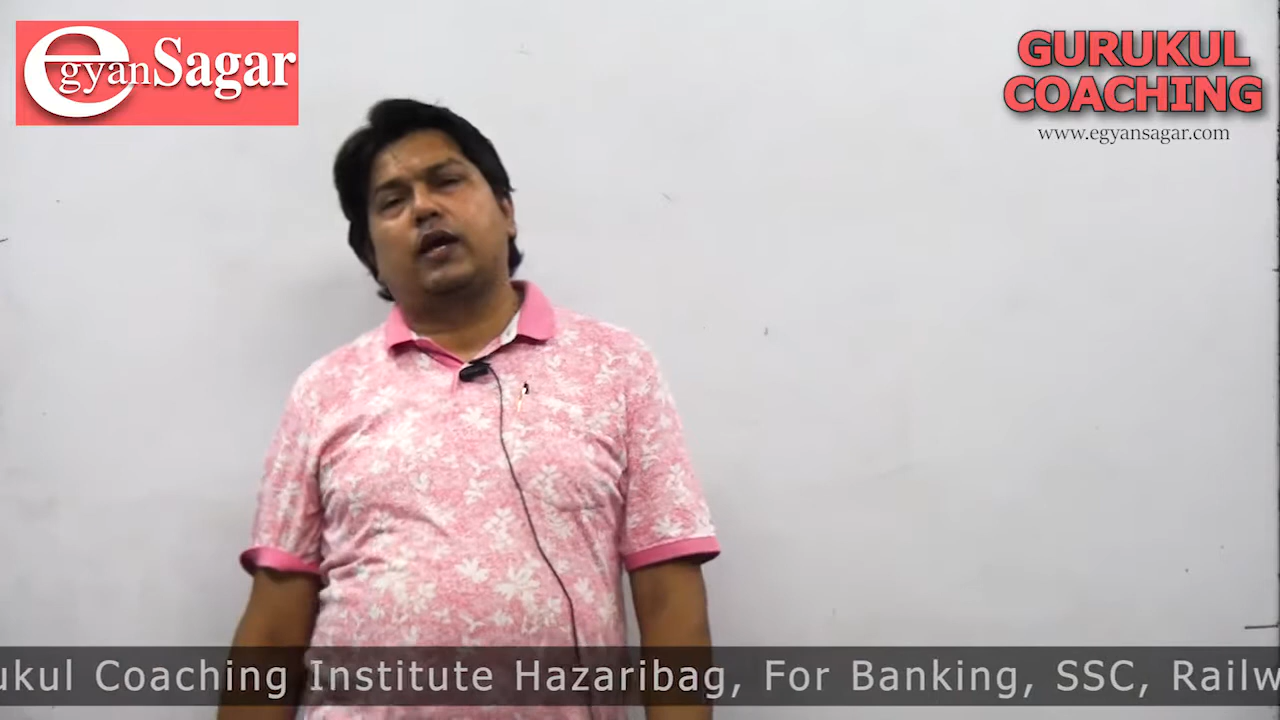 egyanSagar
GURUKUL
COACHING
www.egyansagar.com
ukul Coaching Institute Hazaribag, For Banking, SSC, Railw